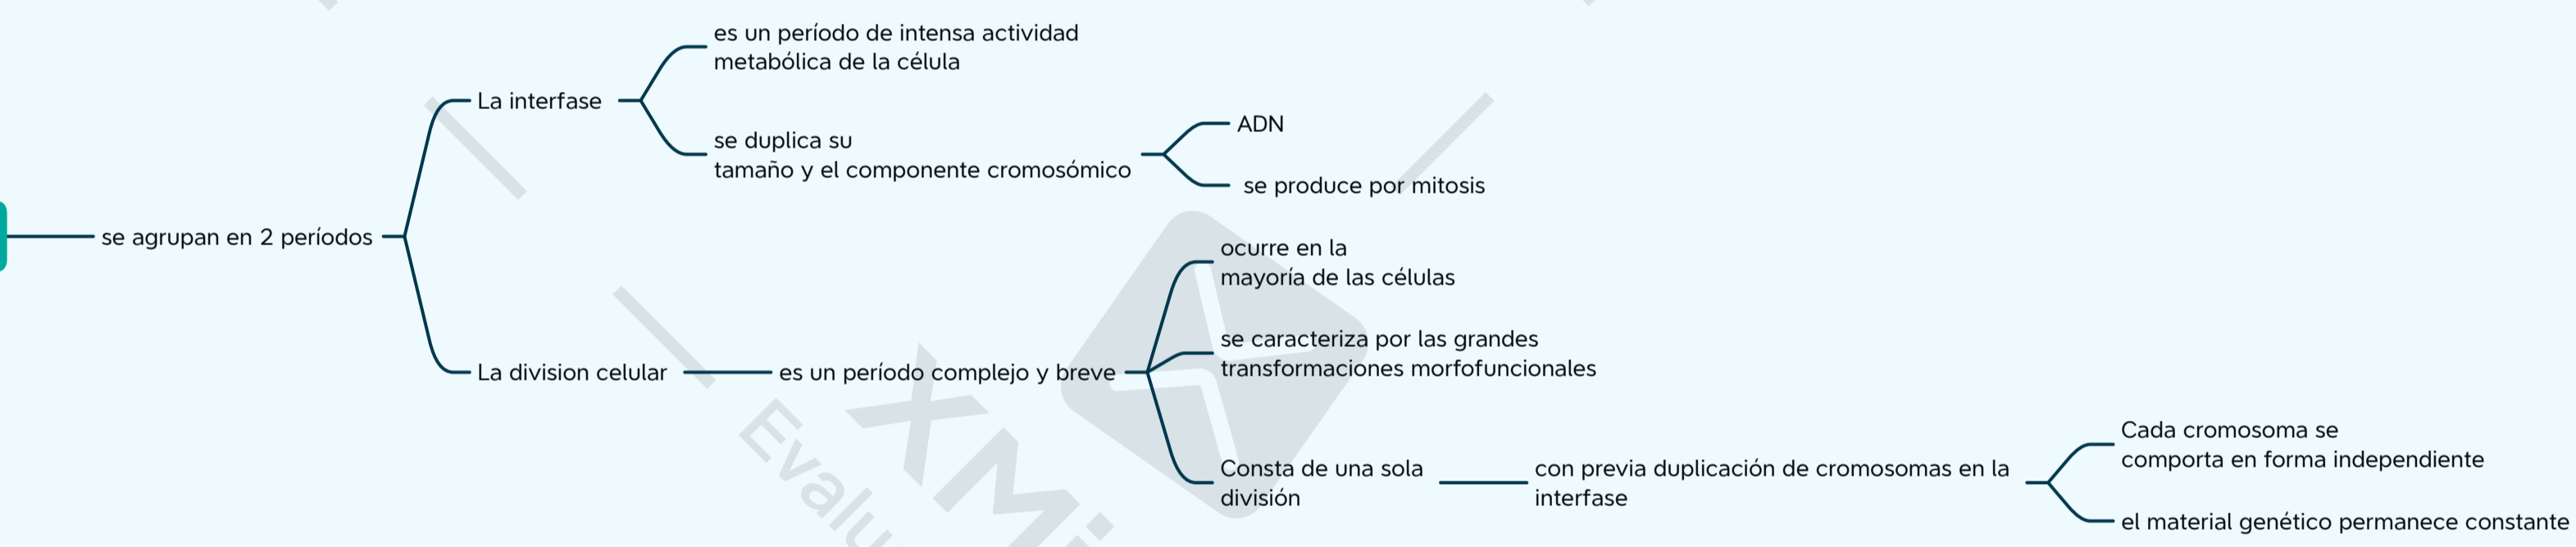 se agrupan en 2 períodos
La interfase
es un período de intensa actividad
metabólica de la célula
se duplica su
tamaño y el componente cromosómico
ADN
se produce por mitosis
La division celular
es un período complejo y breve
ocurre en la
mayoría de las células
se caracteriza por las grandes
transformaciones morfofuncionales
Consta de una sola
división
con previa duplicación de cromosomas en la
interfase
Cada cromosoma se
comporta en forma independiente
el material genético permanece constante
XMi
Evalu